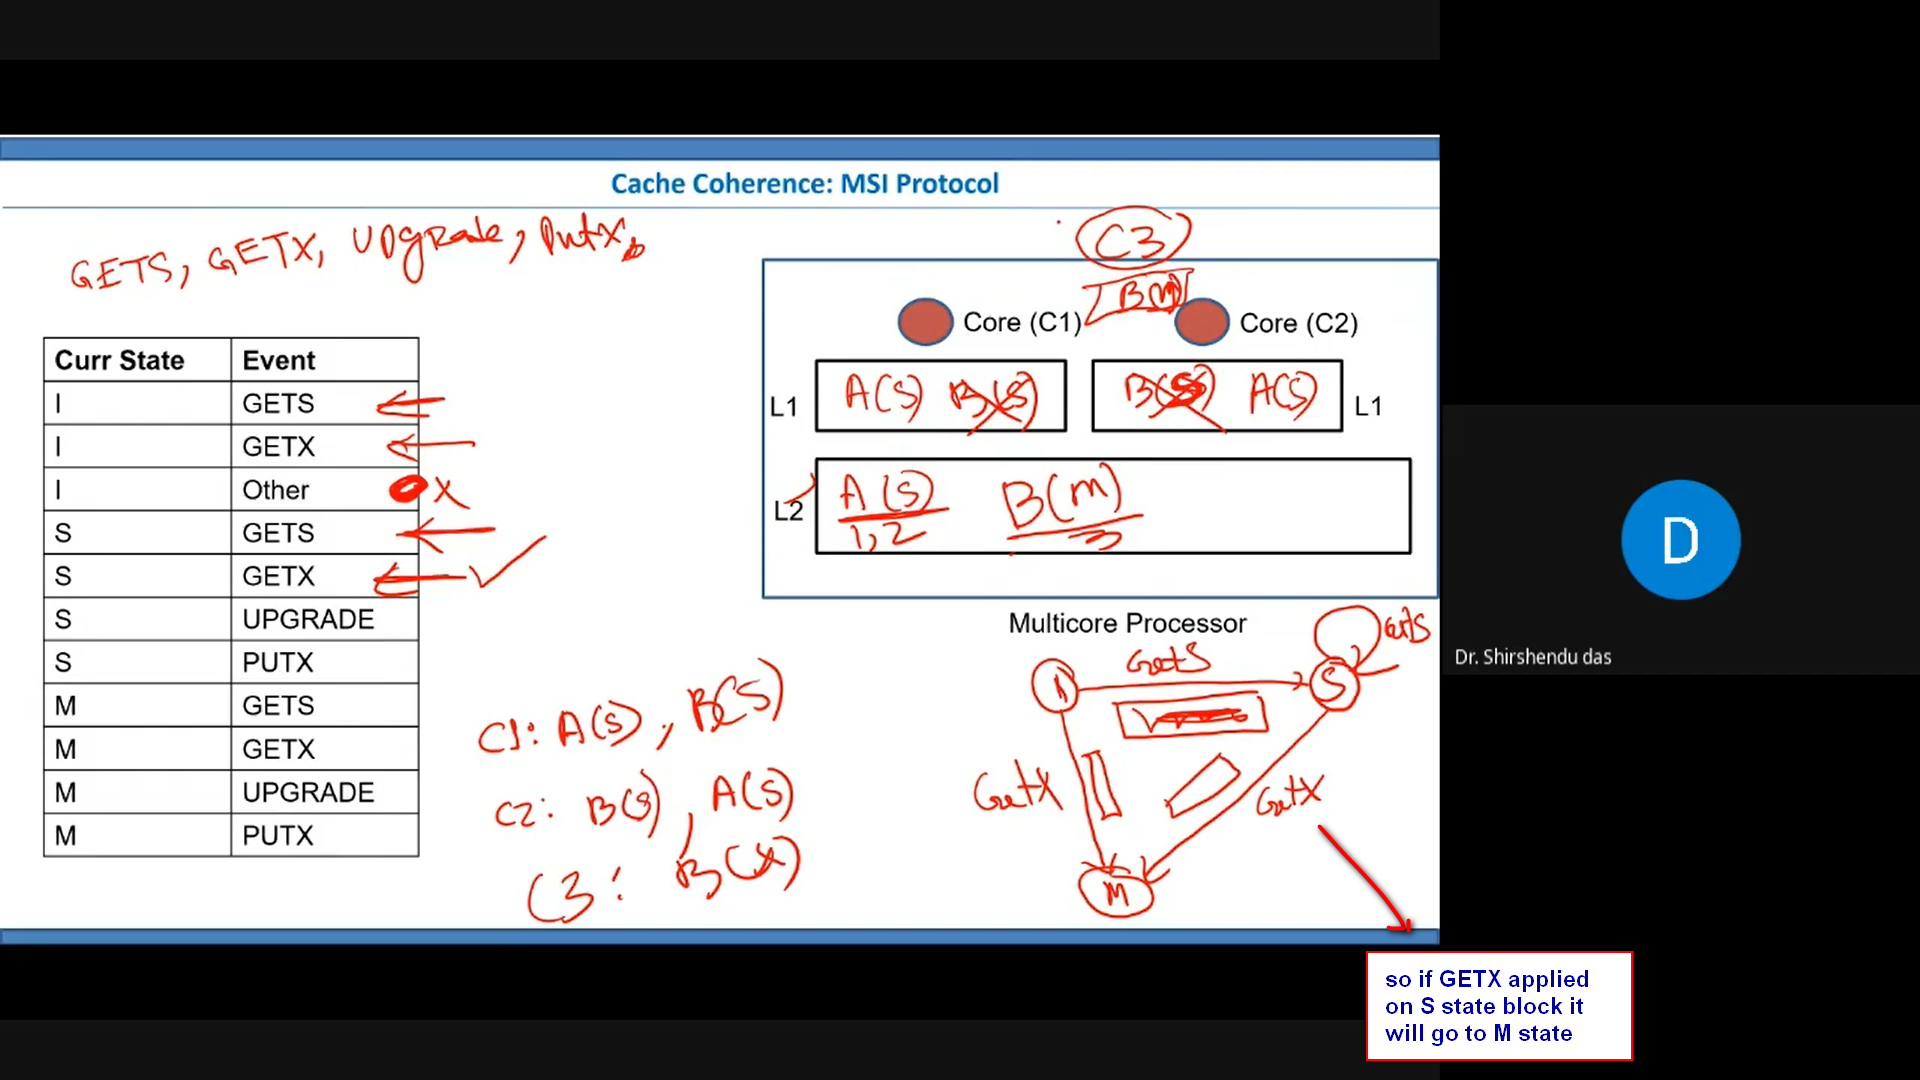 Cache Coherence: MSI Protocol
GETS, GETX, Upgrade, PutX
C3
B(M)
Core (C1)
Core (C2)
L1
A(S) B(S)
B(S) A(S)
L1
L2
A(S) B(M)
1,2 3
Multicore Processor
Curr State Event
I GETS
I GETX
I Other X
S GETS
S GETX
S UPGRADE
S PUTX
M GETS
M GETX
M UPGRADE
M PUTX
C1: A(S), B(S)
C2: B(S), A(S)
C3: B(X)
GetS
GetS
I
S
GetX
GetX
M
Dr. Shirshendu das
D
so if GETX applied
on S state block it
will go to M state